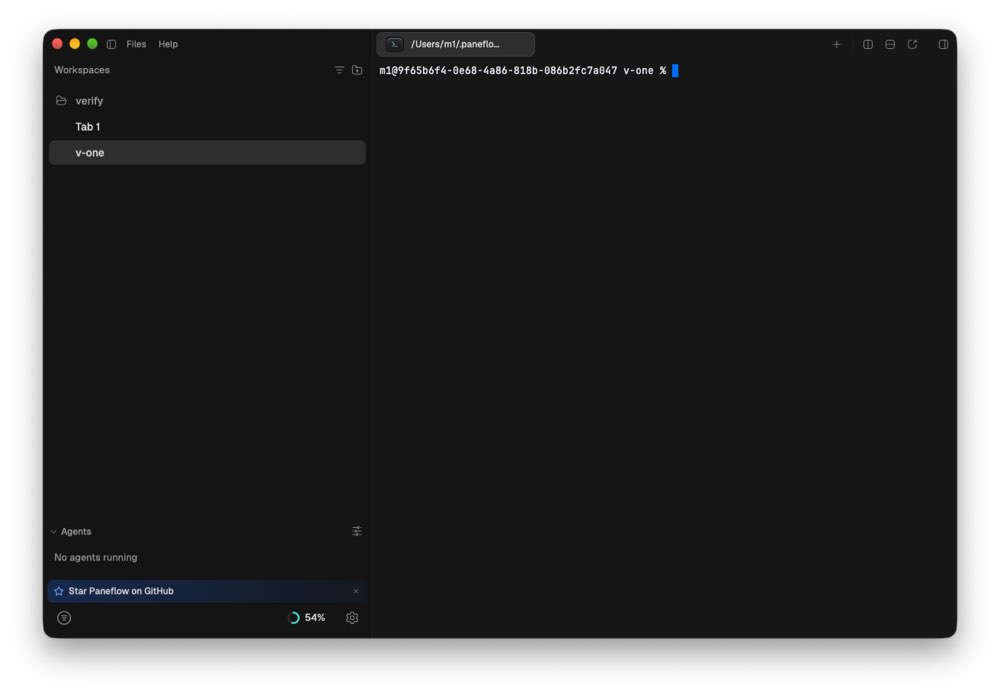 Files Help
/Users/m1/.paneflo...
Workspaces
verify
Tab 1
v-one
m1@9f65b6f4-0e68-4a86-818b-086b2fc7a047 v-one %
Agents
No agents running
Star Paneflow on GitHub
54%